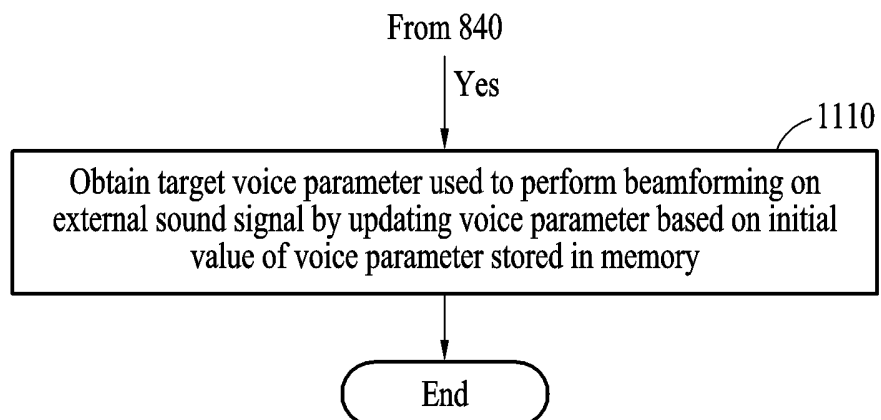 From 840
Yes
1110
Obtain target voice parameter used to perform beamforming on
external sound signal by updating voice parameter based on initial
value of voice parameter stored in memory
End